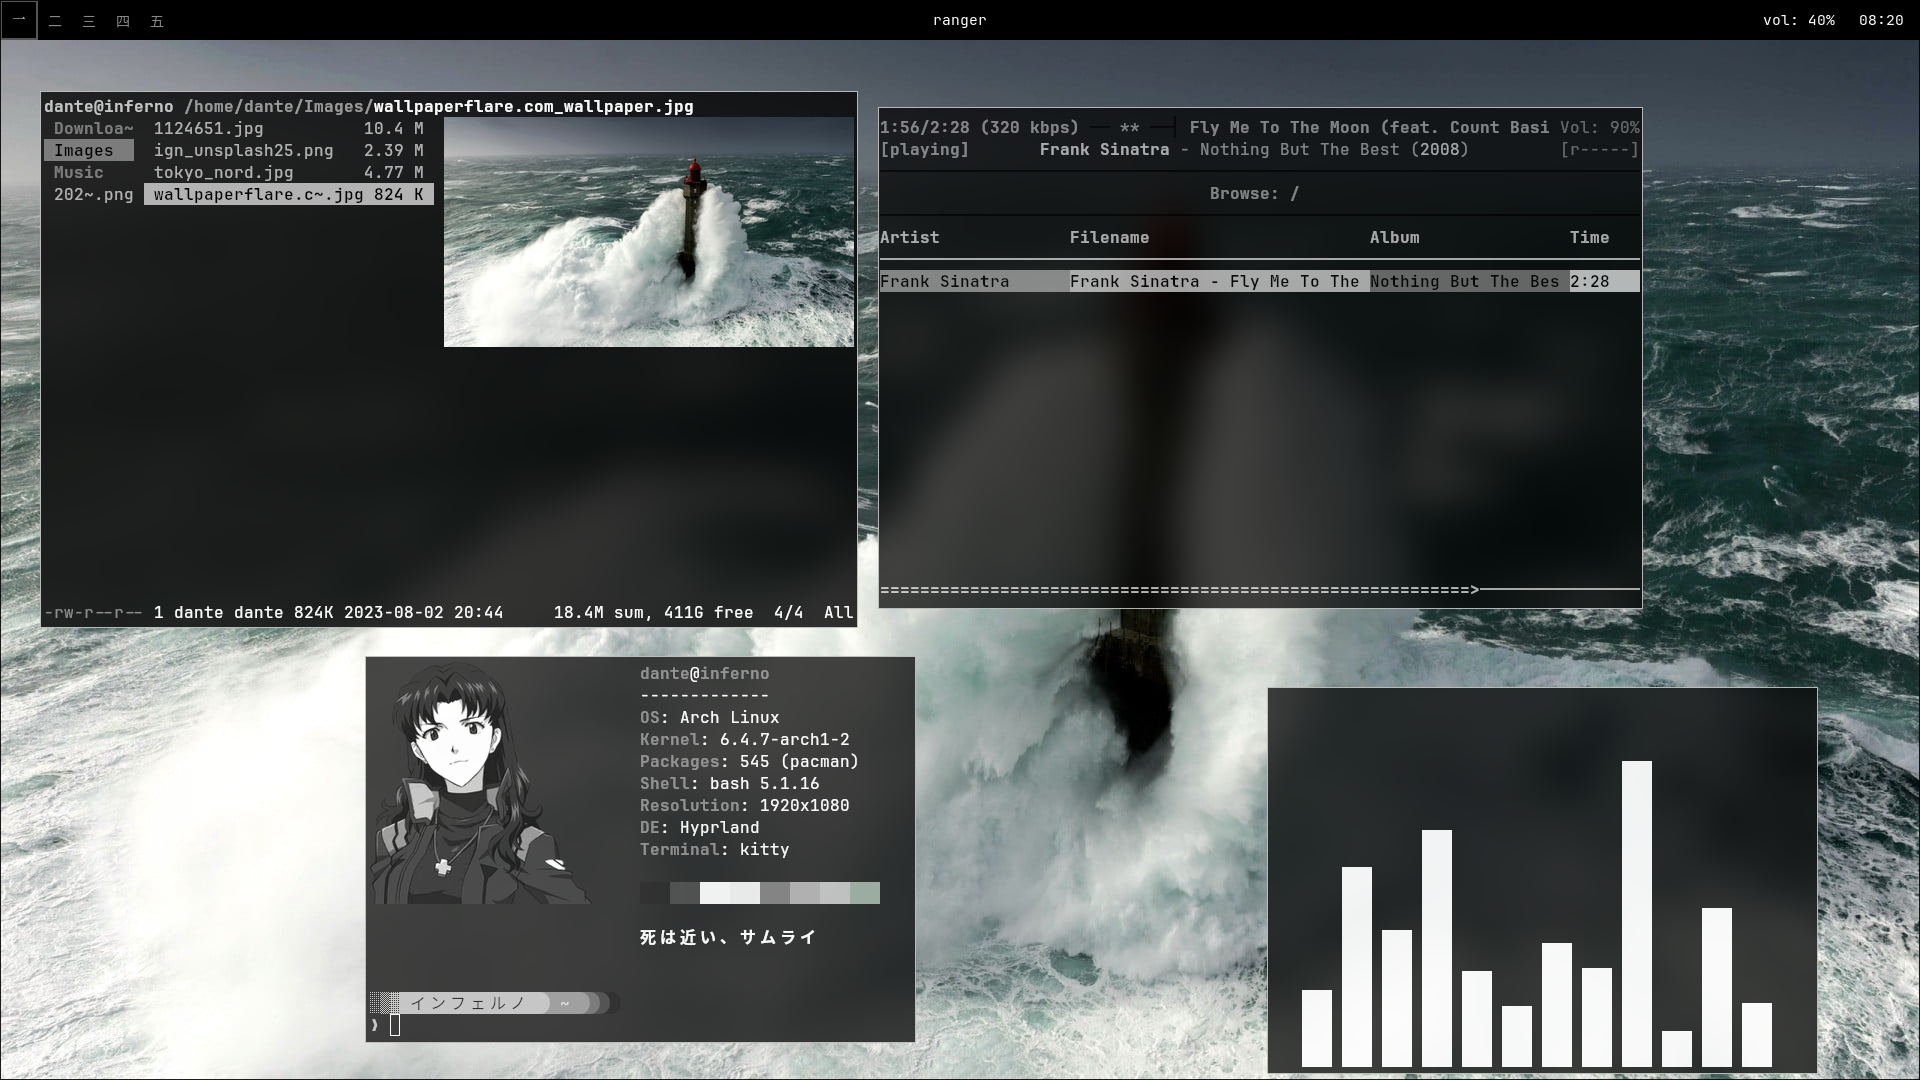 一 二 三 四 五 ranger vol: 40% 08:20
dante@inferno /home/dante/Images/wallpaperflare.com_wallpaper.jpg
Downloa~ 1124651.jpg 10.4 M
Images ign_unsplash25.png 2.39 M
Music tokyo_nord.jpg 4.77 M
202~.png wallpaperflare.c~.jpg 824 K
-rw-r--r-- 1 dante dante 824K 2023-08-02 20:44 18.4M sum, 411G free 4/4 All
1:56/2:28 (320 kbps) ── ** ──┤ Fly Me To The Moon (feat. Count Basi Vol: 90%
[playing] Frank Sinatra - Nothing But The Best (2008) [r-----]
Browse: /
Artist Filename Album Time
Frank Sinatra Frank Sinatra - Fly Me To The Nothing But The Bes 2:28
===========================================================>
dante@inferno
-------------
OS: Arch Linux
Kernel: 6.4.7-arch1-2
Packages: 545 (pacman)
Shell: bash 5.1.16
Resolution: 1920x1080
DE: Hyprland
Terminal: kitty
死は近い、サムライ
インフェルノ ~
❯